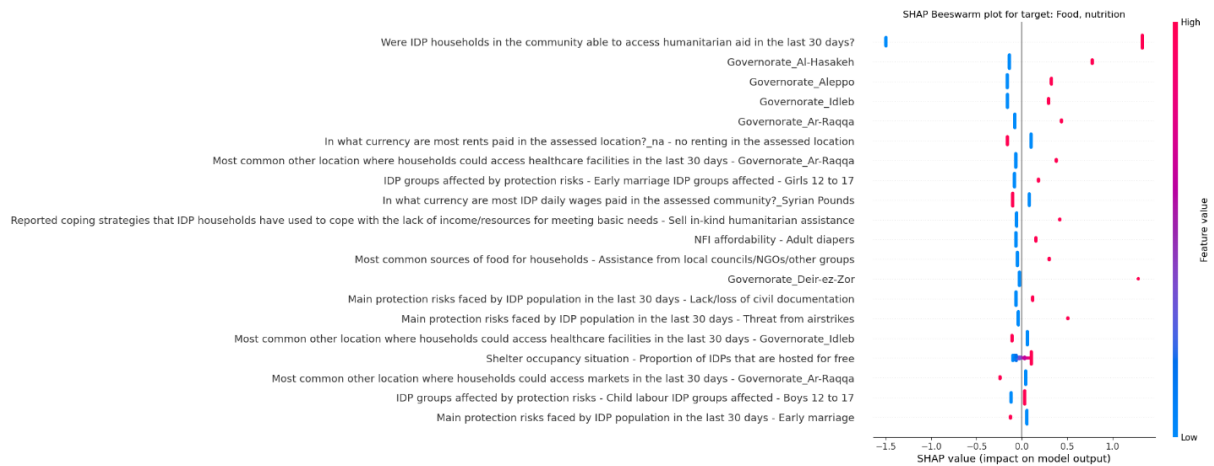 SHAP Beeswarm plot for target: Food, nutrition
High
Were IDP households in the community able to access humanitarian aid in the last 30 days?
Governorate_Al-Hasakeh
Governorate_Aleppo
Governorate_Idleb
Governorate_Ar-Raqqa
In what currency are most rents paid in the assessed location?_na - no renting in the assessed location
Most common other location where households could access healthcare facilities in the last 30 days - Governorate_Ar-Raqqa
IDP groups affected by protection risks - Early marriage IDP groups affected - Girls 12 to 17
In what currency are most IDP daily wages paid in the assessed community?_Syrian Pounds
Reported coping strategies that IDP households have used to cope with the lack of income/resources for meeting basic needs - Sell in-kind humanitarian assistance
NFI affordability - Adult diapers
Most common sources of food for households - Assistance from local councils/NGOs/other groups
Governorate_Deir-ez-Zor
Main protection risks faced by IDP population in the last 30 days - Lack/loss of civil documentation
Main protection risks faced by IDP population in the last 30 days - Threat from airstrikes
Most common other location where households could access healthcare facilities in the last 30 days - Governorate_Idleb
Shelter occupancy situation - Proportion of IDPs that are hosted for free
Most common other location where households could access markets in the last 30 days - Governorate_Ar-Raqqa
IDP groups affected by protection risks - Child labour IDP groups affected - Boys 12 to 17
Main protection risks faced by IDP population in the last 30 days - Early marriage
Feature value
Low
−1.5 −1.0 −0.5 0.0 0.5 1.0
SHAP value (impact on model output)